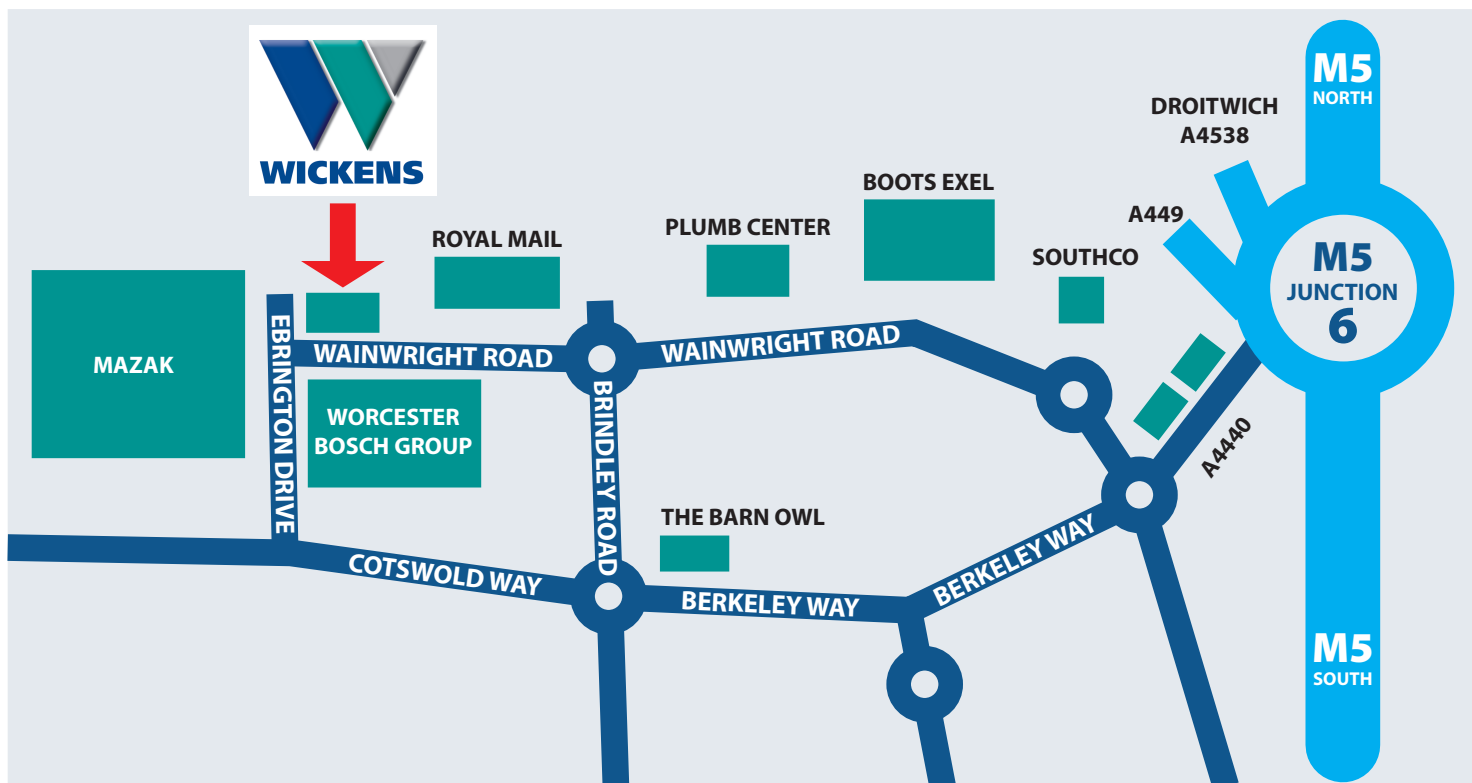 M5
NORTH
DROITWICH
A4538
WICKENS
BOOTS EXEL
A449
PLUMB CENTER
ROYAL MAIL
SOUTHCO
M5
JUNCTION
6
EBRINGTON DRIVE
WAINWRIGHT ROAD
WAINWRIGHT ROAD
MAZAK
BRINDLEY ROAD
WORCESTER
BOSCH GROUP
A4440
THE BARN OWL
BERKELEY WAY
COTSWOLD WAY
BERKELEY WAY
M5
SOUTH